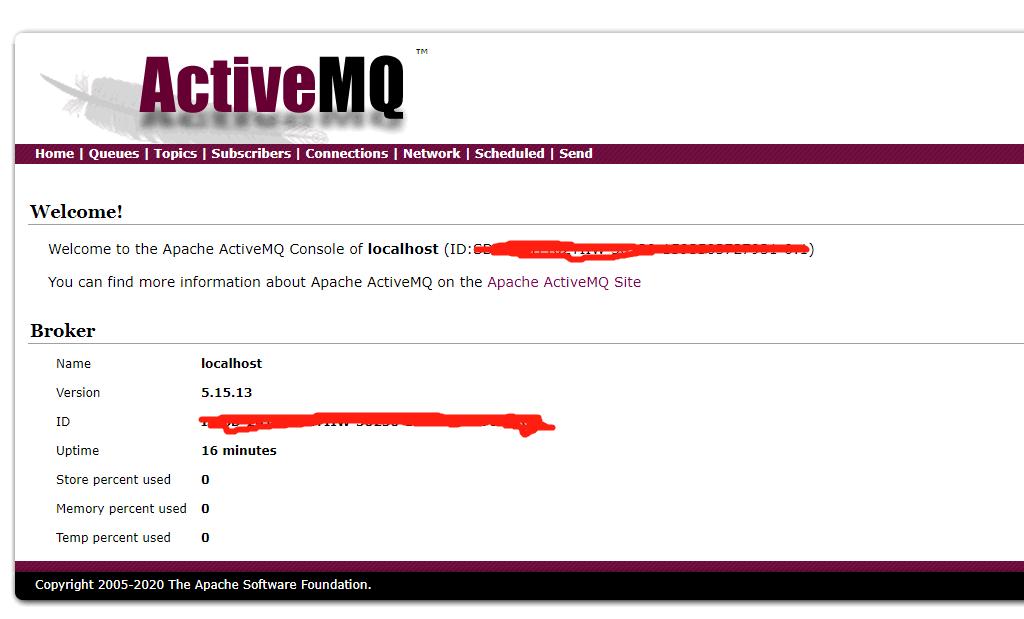 ActiveMQ ™
Home | Queues | Topics | Subscribers | Connections | Network | Scheduled | Send
Welcome!
Welcome to the Apache ActiveMQ Console of localhost (ID:
You can find more information about Apache ActiveMQ on the Apache ActiveMQ Site
Broker
Name localhost
Version 5.15.13
ID
Uptime 16 minutes
Store percent used 0
Memory percent used 0
Temp percent used 0
Copyright 2005-2020 The Apache Software Foundation.